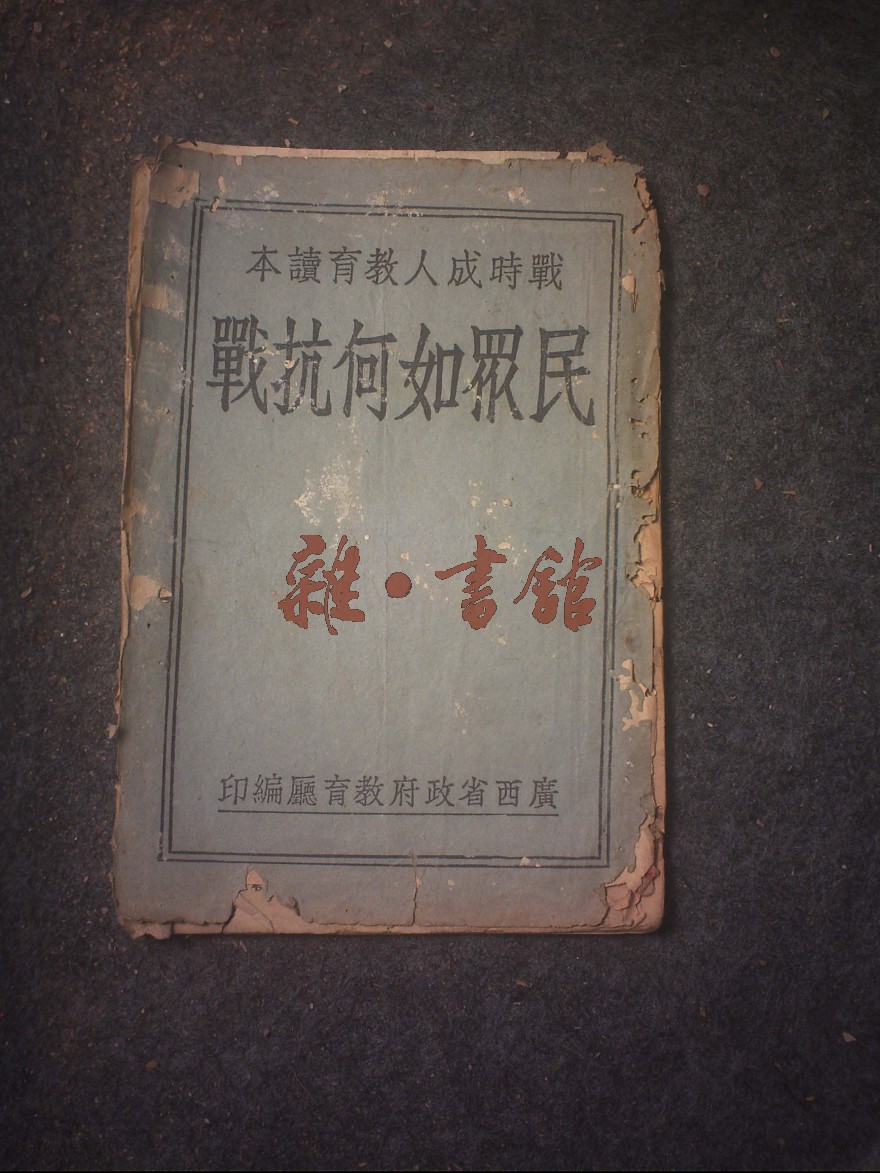 戰時成人教育讀本
民眾如何抗戰
雜·書館
廣西省政府教育廳編印